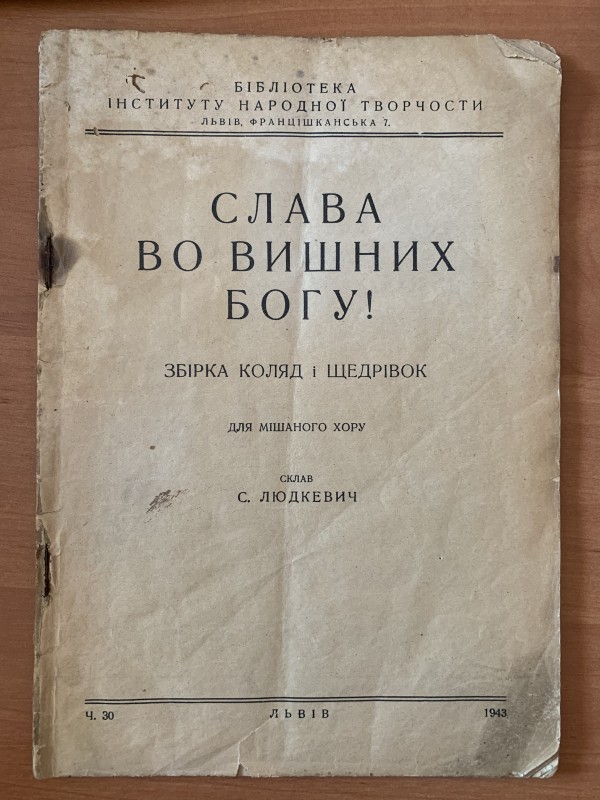 БІБЛІОТЕКА
ІНСТИТУТУ НАРОДНОЇ ТВОРЧОСТИ
ЛЬВІВ, ФРАНЦІШКАНСЬКА 7.
СЛАВА
ВО ВИШНИХ
БОГУ!
ЗБІРКА КОЛЯД і ЩЕДРІВОК
ДЛЯ МІШАНОГО ХОРУ
СКЛАВ
С. ЛЮДКЕВИЧ
Ч. 30 ЛЬВІВ 1943